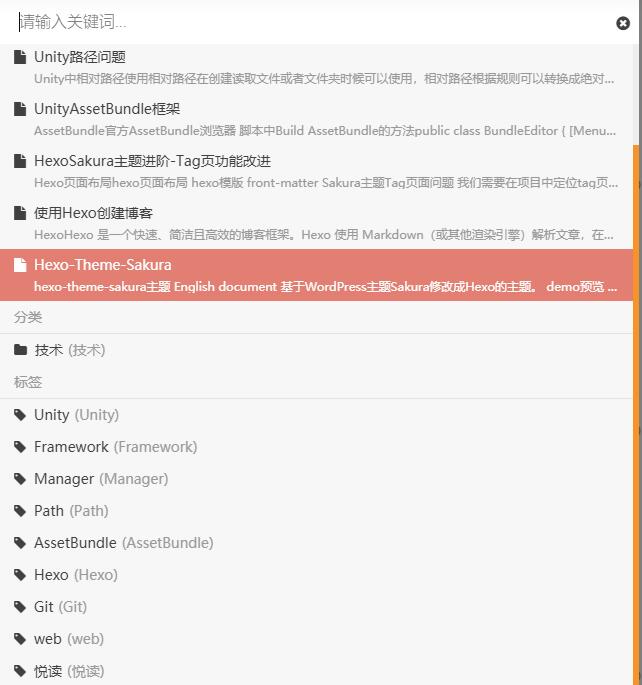 请输入关键词...
Unity路径问题
Unity中相对路径使用相对路径在创建读取文件或者文件夹时候可以使用，相对路径根据规则可以转换成绝对...
UnityAssetBundle框架
AssetBundle官方AssetBundle浏览器 脚本中Build AssetBundle的方法public class BundleEditor { [Menu...
HexoSakura主题进阶-Tag页功能改进
Hexo页面布局hexo页面布局 hexo模版 front-matter Sakura主题Tag页面问题 我们需要在项目中定位tag页...
使用Hexo创建博客
HexoHexo 是一个快速、简洁且高效的博客框架。Hexo 使用 Markdown（或其他渲染引擎）解析文章，在...
Hexo-Theme-Sakura
hexo-theme-sakura主题 English document 基于WordPress主题Sakura修改成Hexo的主题。 demo预览 ...
分类
技术 (技术)
标签
Unity (Unity)
Framework (Framework)
Manager (Manager)
Path (Path)
AssetBundle (AssetBundle)
Hexo (Hexo)
Git (Git)
web (web)
悦读 (悦读)